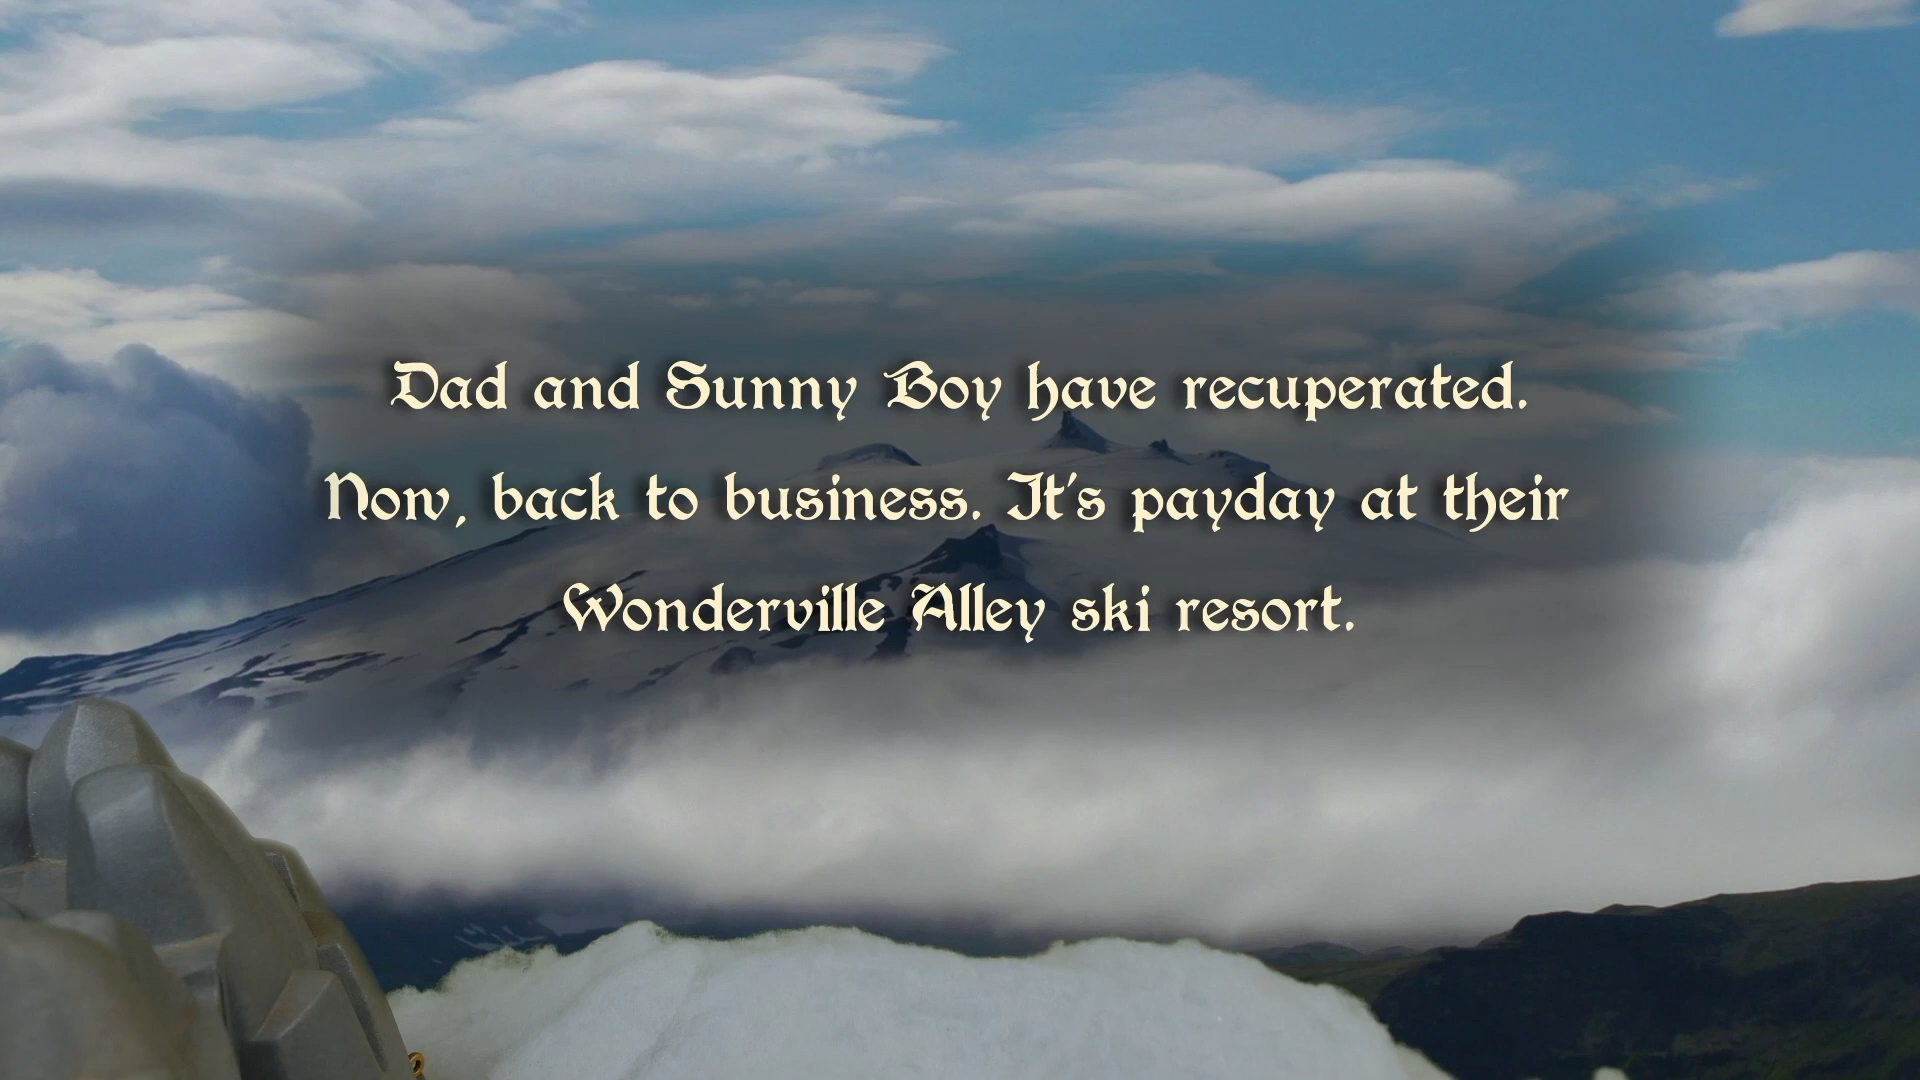 Dad and Sunny Boy have recuperated.
Now, back to business. It's payday at their
Wonderville Alley ski resort.